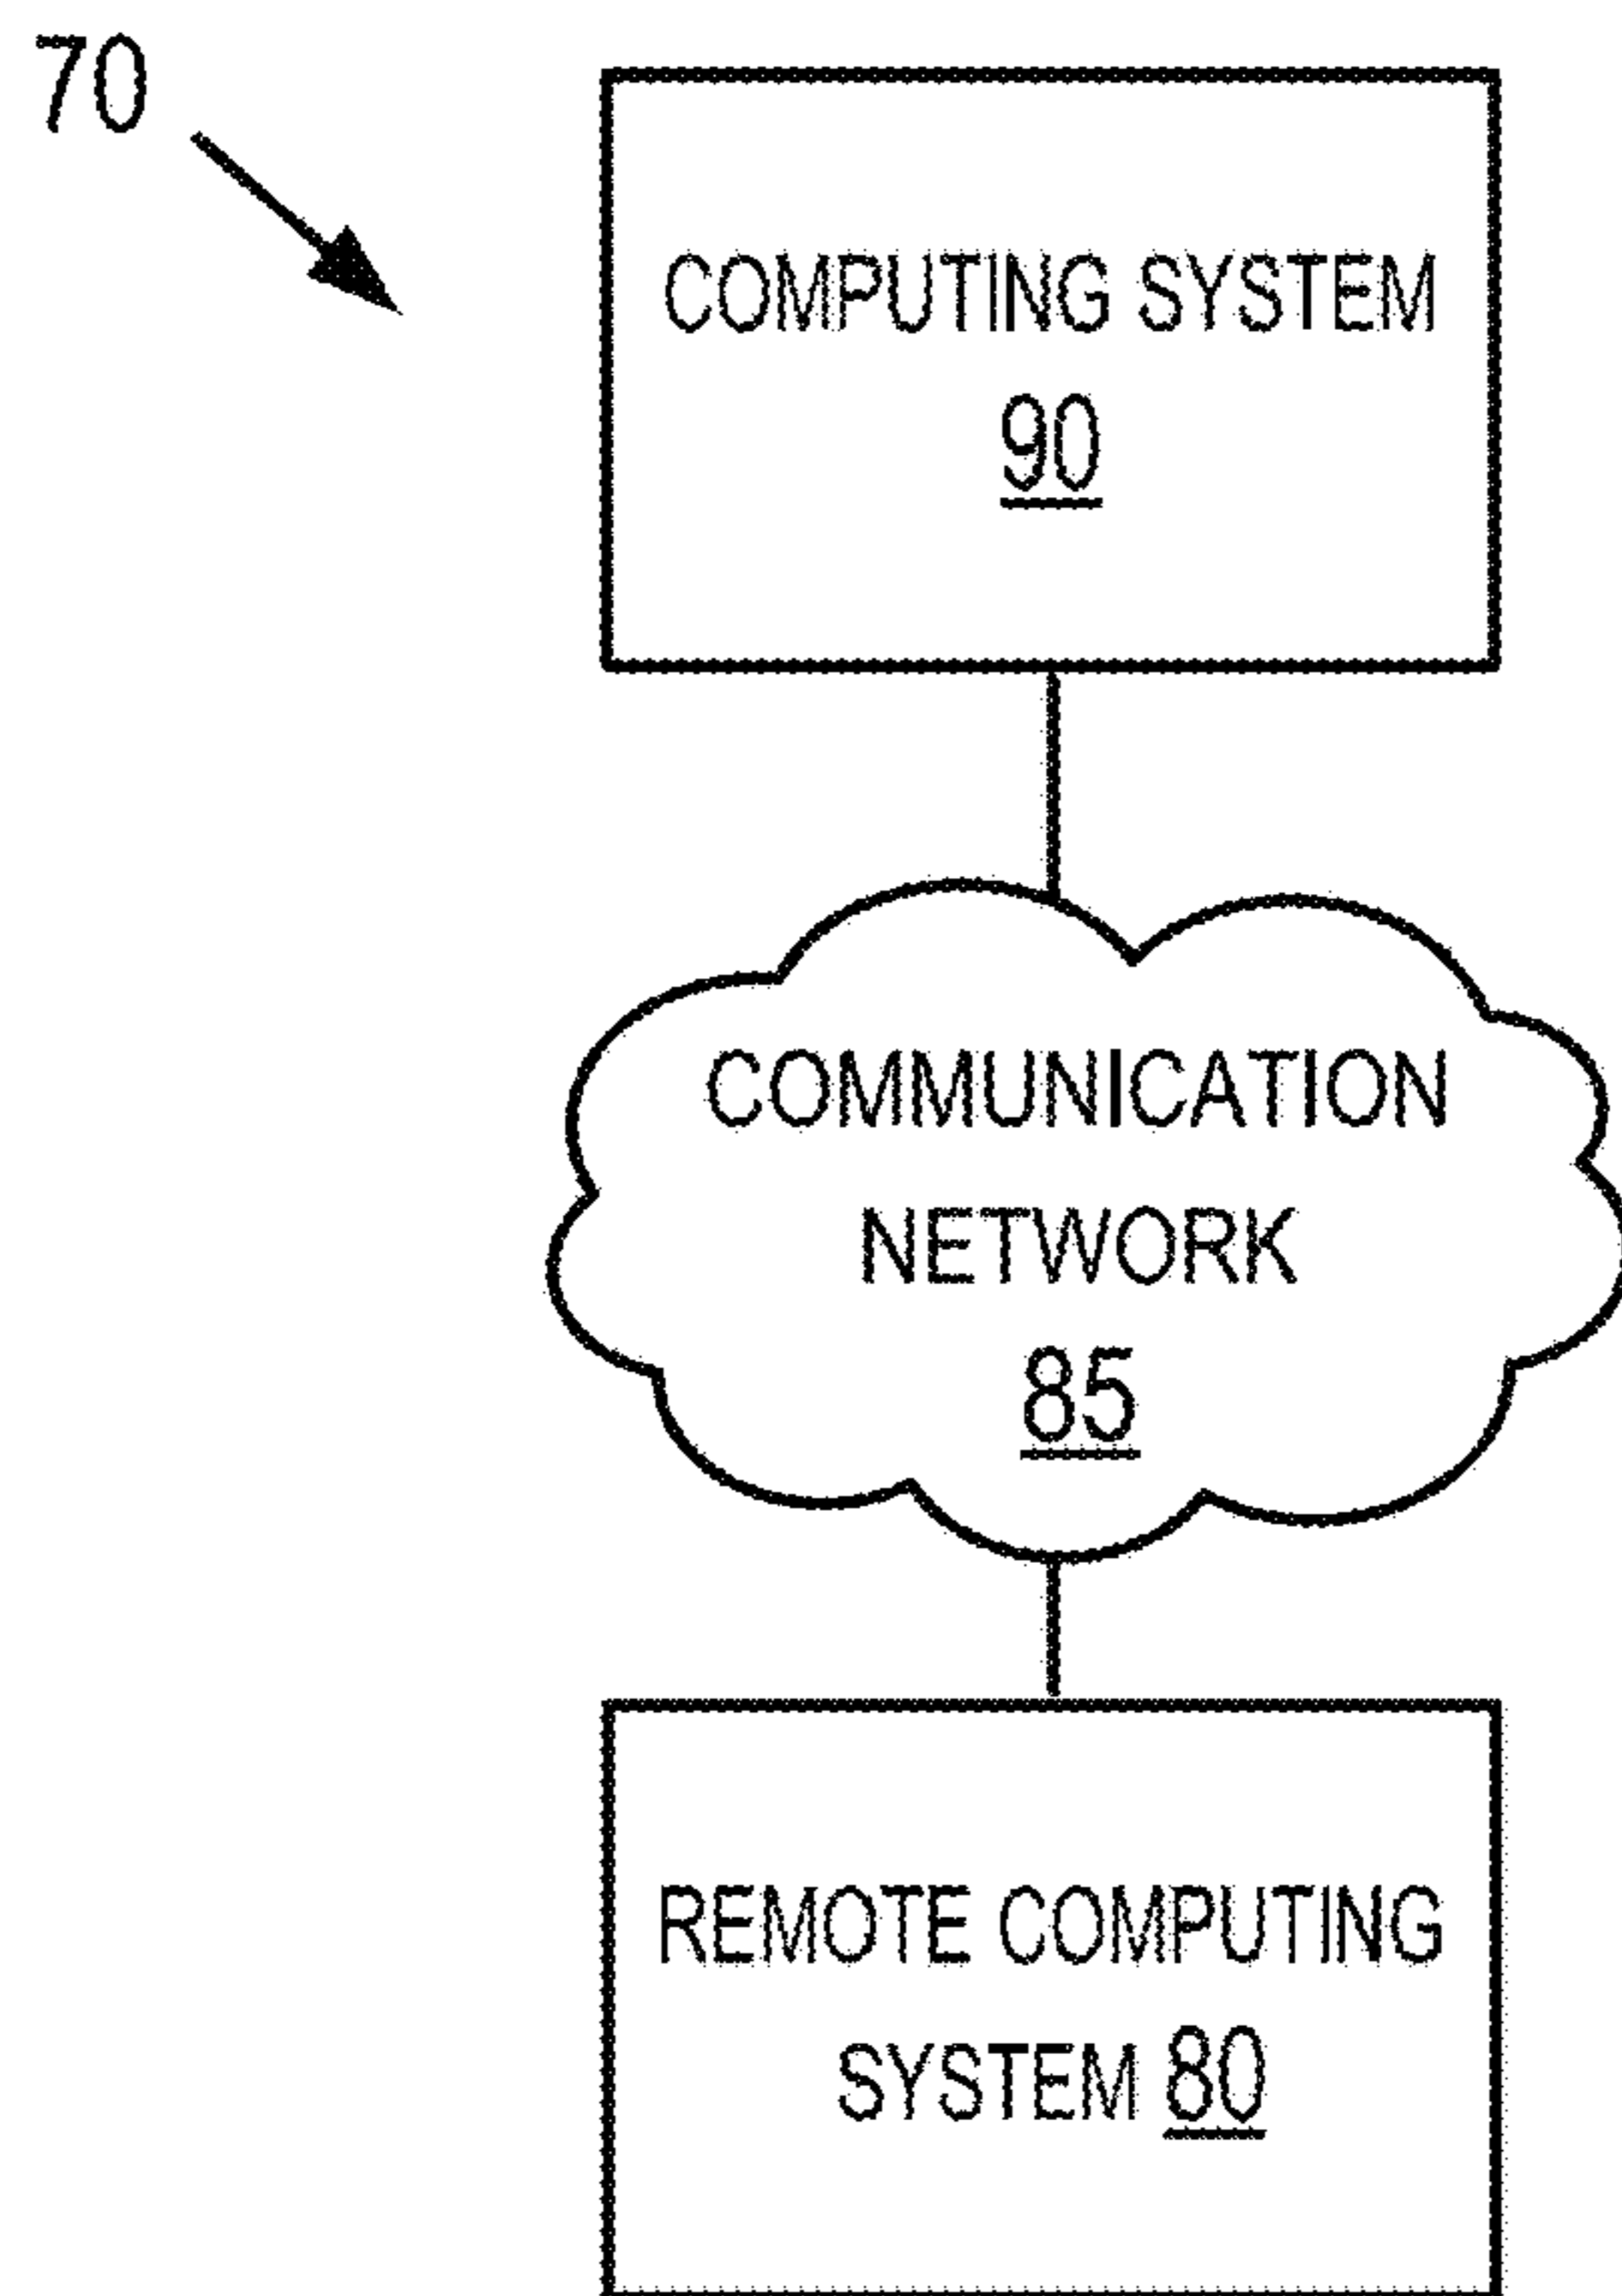 70
COMPUTING SYSTEM
90
COMMUNICATION
NETWORK
85
REMOTE COMPUTING
SYSTEM 80